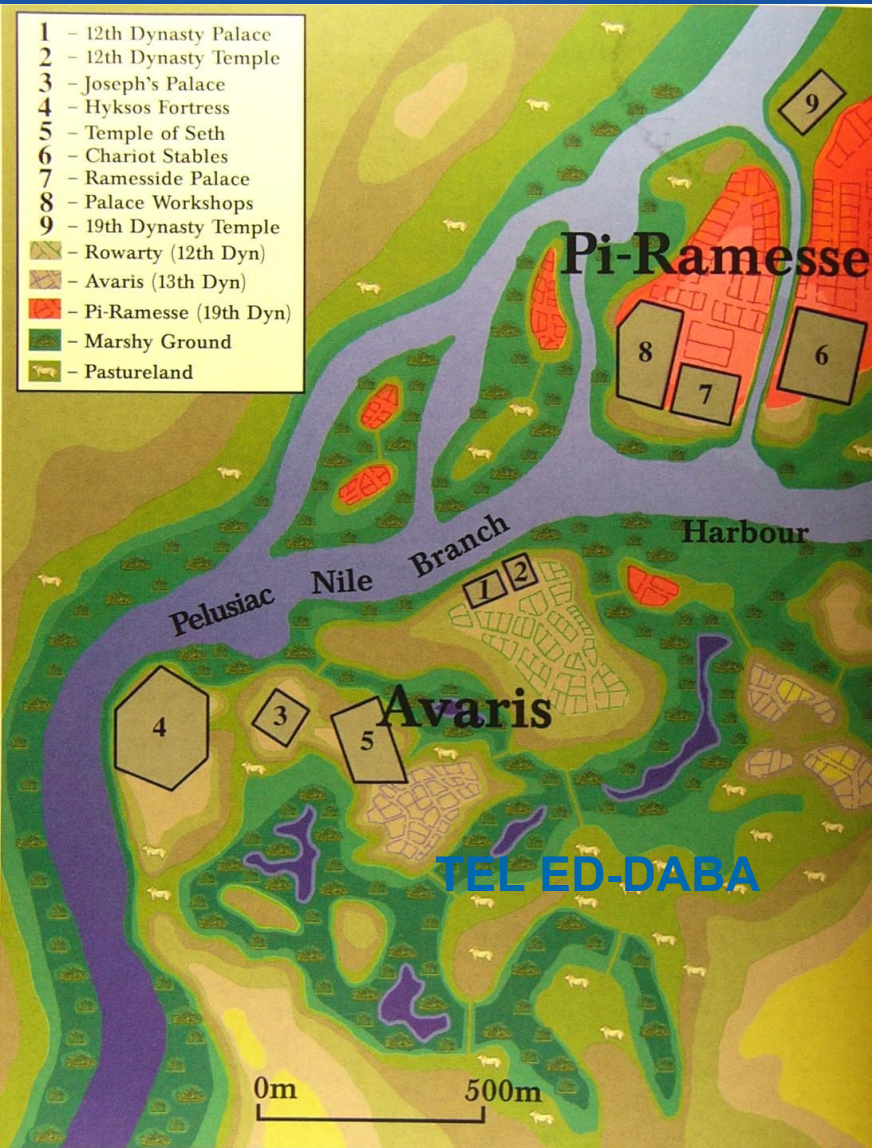 1 – 12th Dynasty Palace
2 – 12th Dynasty Temple
3 – Joseph's Palace
4 – Hyksos Fortress
5 – Temple of Seth
6 – Chariot Stables
7 – Ramesside Palace
8 – Palace Workshops
9 – 19th Dynasty Temple
– Rowarty (12th Dyn)
– Avaris (13th Dyn)
– Pi-Ramesse (19th Dyn)
– Marshy Ground
– Pastureland
9
Pi-Ramesse
8
7
6
Harbour
Pelusiac Nile Branch
1
2
4
3
5
Avaris
TEL ED-DABA
0m
500m